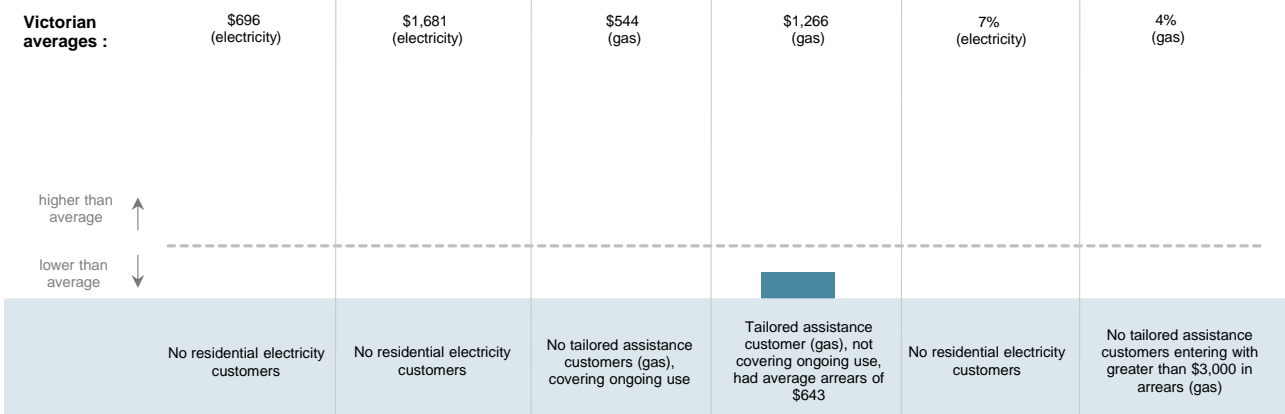 Victorian
averages :
$696
(electricity)
$1,681
(electricity)
$544
(gas)
$1,266
(gas)
7%
(electricity)
4%
(gas)
higher than
average
lower than
average
No residential electricity
customers
No residential electricity
customers
No tailored assistance
customers (gas),
covering ongoing use
Tailored assistance
customer (gas), not
covering ongoing use,
had average arrears of
$643
No residential electricity
customers
No tailored assistance
customers entering with
greater than $3,000 in
arrears (gas)